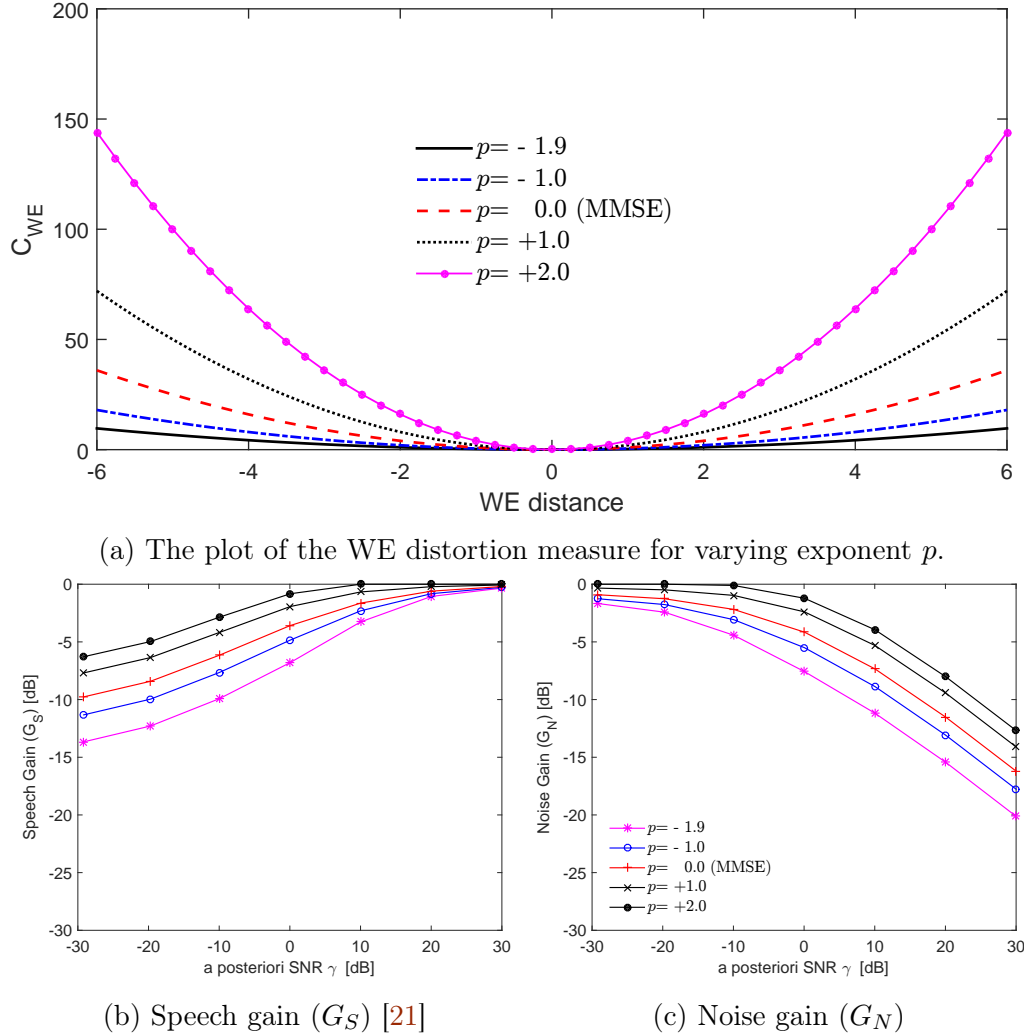 200
150
100
50
0
C_WE
p= - 1.9
p= - 1.0
p= 0.0 (MMSE)
p= +1.0
p= +2.0
-6 -4 -2 0 2 4 6
WE distance
(a) The plot of the WE distortion measure for varying exponent p.
0
-5
-10
-15
-20
-25
-30
Speech Gain (G_S) [dB]
-30 -20 -10 0 10 20 30
a posteriori SNR γ [dB]
(b) Speech gain (G_S) [21]
0
-5
-10
-15
-20
-25
-30
Noise Gain (G_N) [dB]
p= - 1.9
p= - 1.0
p= 0.0 (MMSE)
p= +1.0
p= +2.0
-30 -20 -10 0 10 20 30
a posteriori SNR γ [dB]
(c) Noise gain (G_N)